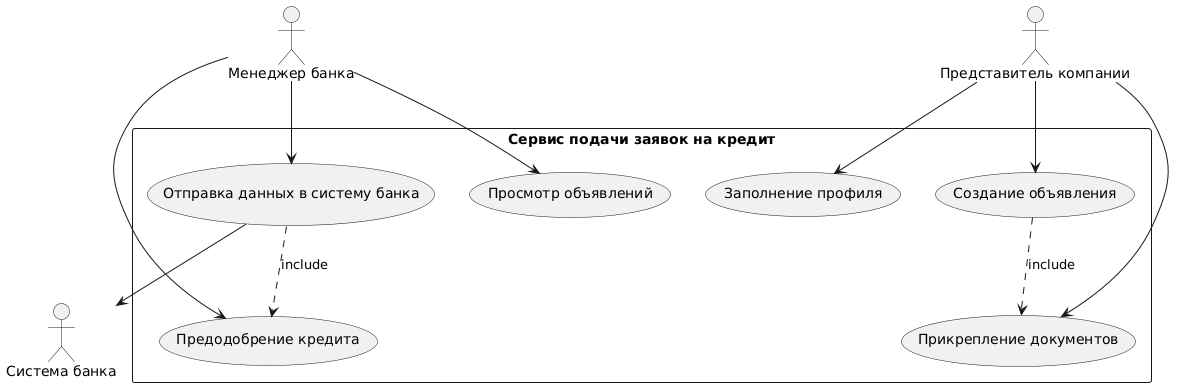 Менеджер банка
Представитель компании
Сервис подачи заявок на кредит
Отправка данных в систему банка
Просмотр объявлений
Заполнение профиля
Создание объявления
include
include
Предодобрение кредита
Прикрепление документов
Система банка